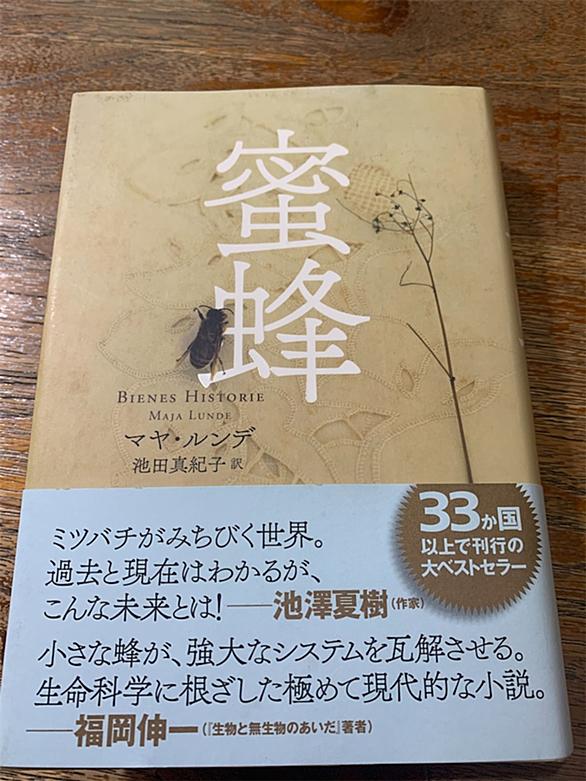 蜜蜂
BIENES HISTORIE
MAJA LUNDE
マヤ・ルンデ
池田真紀子 訳
33か国
以上で刊行の
大ベストセラー
ミツバチがみちびく世界。
過去と現在はわかるが、
こんな未来とは!——池澤夏樹(作家)
小さな蜂が、強大なシステムを瓦解させる。
生命科学に根ざした極めて現代的な小説。
——福岡伸一(『生物と無生物のあいだ』著者)